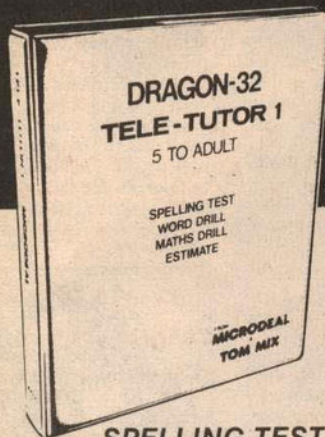 DRAGON-32
TELE-TUTOR 1
5 TO ADULT
SPELLING TEST
WORD DRILL
MATHS DRILL
ESTIMATE
FROM
MICRODEAL
&
TOM MIX
SPELLING TEST